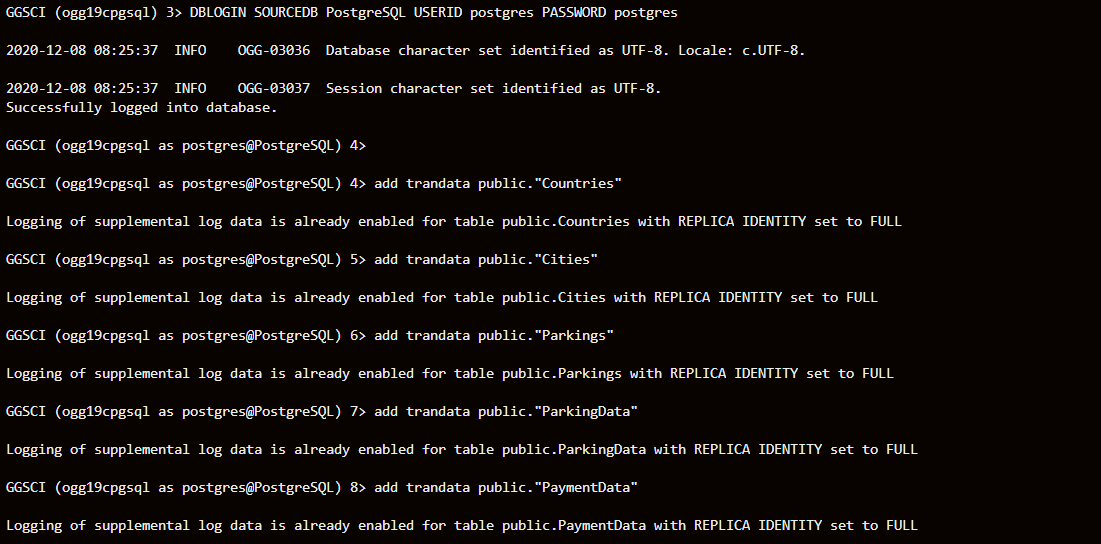 GGSCI (ogg19cpgsql) 3> DBLOGIN SOURCEDB PostgreSQL USERID postgres PASSWORD postgres
2020-12-08 08:25:37  INFO    OGG-03036  Database character set identified as UTF-8. Locale: c.UTF-8.
2020-12-08 08:25:37  INFO    OGG-03037  Session character set identified as UTF-8.
Successfully logged into database.
GGSCI (ogg19cpgsql as postgres@PostgreSQL) 4>
GGSCI (ogg19cpgsql as postgres@PostgreSQL) 4> add trandata public."Countries"
Logging of supplemental log data is already enabled for table public.Countries with REPLICA IDENTITY set to FULL
GGSCI (ogg19cpgsql as postgres@PostgreSQL) 5> add trandata public."Cities"
Logging of supplemental log data is already enabled for table public.Cities with REPLICA IDENTITY set to FULL
GGSCI (ogg19cpgsql as postgres@PostgreSQL) 6> add trandata public."Parkings"
Logging of supplemental log data is already enabled for table public.Parkings with REPLICA IDENTITY set to FULL
GGSCI (ogg19cpgsql as postgres@PostgreSQL) 7> add trandata public."ParkingData"
Logging of supplemental log data is already enabled for table public.ParkingData with REPLICA IDENTITY set to FULL
GGSCI (ogg19cpgsql as postgres@PostgreSQL) 8> add trandata public."PaymentData"
Logging of supplemental log data is already enabled for table public.PaymentData with REPLICA IDENTITY set to FULL